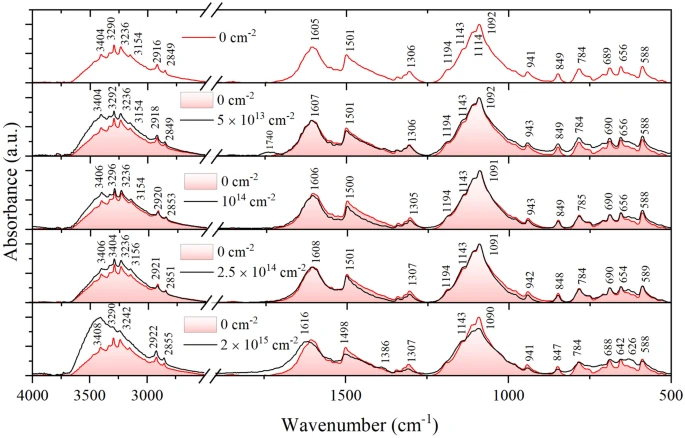 3404 3290 3236 3154 2916 2849 0 cm-2 1605 1501 1306 1194 1143 1114 1092 941 849 784 689 656 588
3404 3292 3236 3154 2918 2849 0 cm-2 1740 1607 1501 1306 1194 1143 1092 943 849 784 690 656 588
5 × 10¹³ cm-2
3406 3296 3236 3154 2920 2853 0 cm-2 1606 1500 1305 1194 1143 1091 943 849 785 690 656 588
10¹⁴ cm-2
3406 3404 3236 3156 2921 2851 0 cm-2 1608 1501 1307 1194 1143 1091 942 848 784 690 654 589
2.5 × 10¹⁴ cm-2
3408 3290 3242 2922 2855 0 cm-2 1616 1498 1386 1307 1143 1090 941 847 784 688 642 626 588
2 × 10¹⁵ cm-2
Absorbance (a.u.)
4000 3500 3000 1500 1000 500
Wavenumber (cm-1)